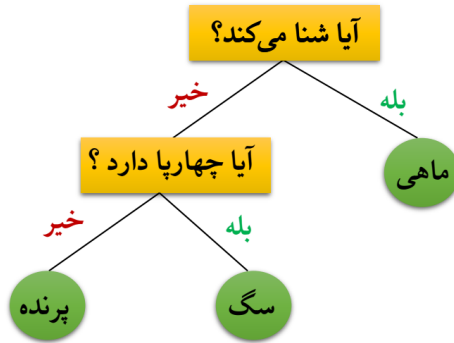 آیا شنا می‌کند؟
خیر
بله
آیا چهارپا دارد ؟
ماهی
خیر
بله
پرنده
سگ